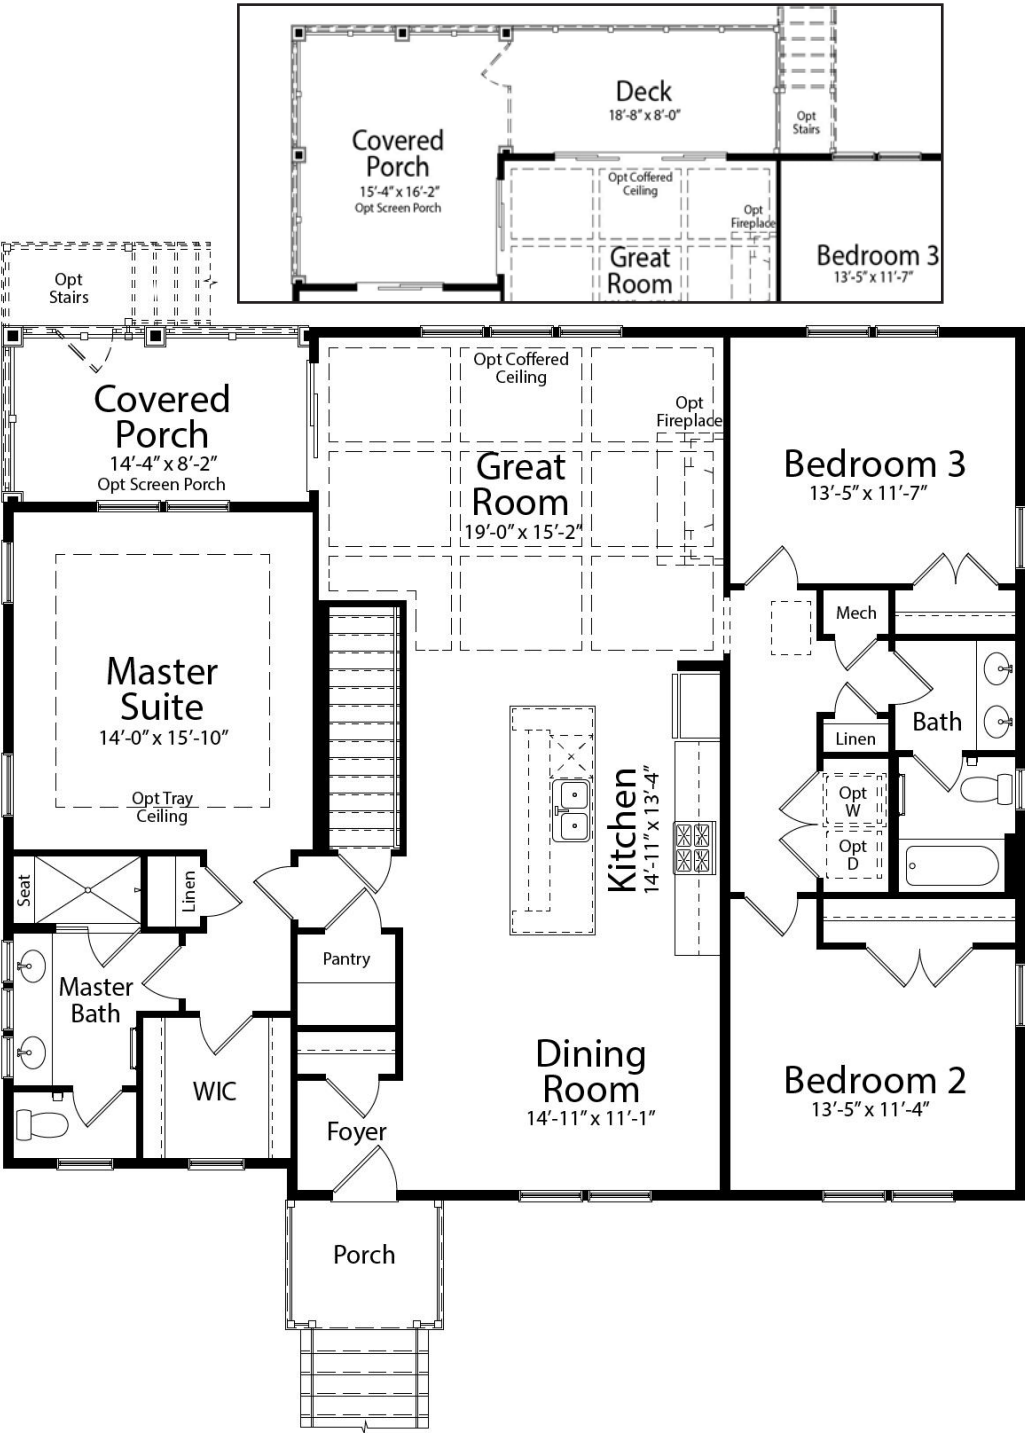 Deck
18'-8" x 8'-0"
Opt
Stairs
Covered
Porch
15'-4" x 16'-2"
Opt Screen Porch
Opt Coffered
Ceiling
Opt
Fireplace
Great
Room
Bedroom 3
13'-5" x 11'-7"
Opt
Stairs
Covered
Porch
14'-4" x 8'-2"
Opt Screen Porch
Opt Coffered
Ceiling
Opt
Fireplace
Great
Room
19'-0" x 15'-2"
Bedroom 3
13'-5" x 11'-7"
Mech
Master
Suite
14'-0" x 15'-10"
Opt Tray
Ceiling
Bath
Linen
Kitchen
14'-11" x 13'-4"
Opt
W
Opt
D
Seat
Linen
Pantry
Master
Bath
WIC
Dining
Room
14'-11" x 11'-1"
Bedroom 2
13'-5" x 11'-4"
Foyer
Porch